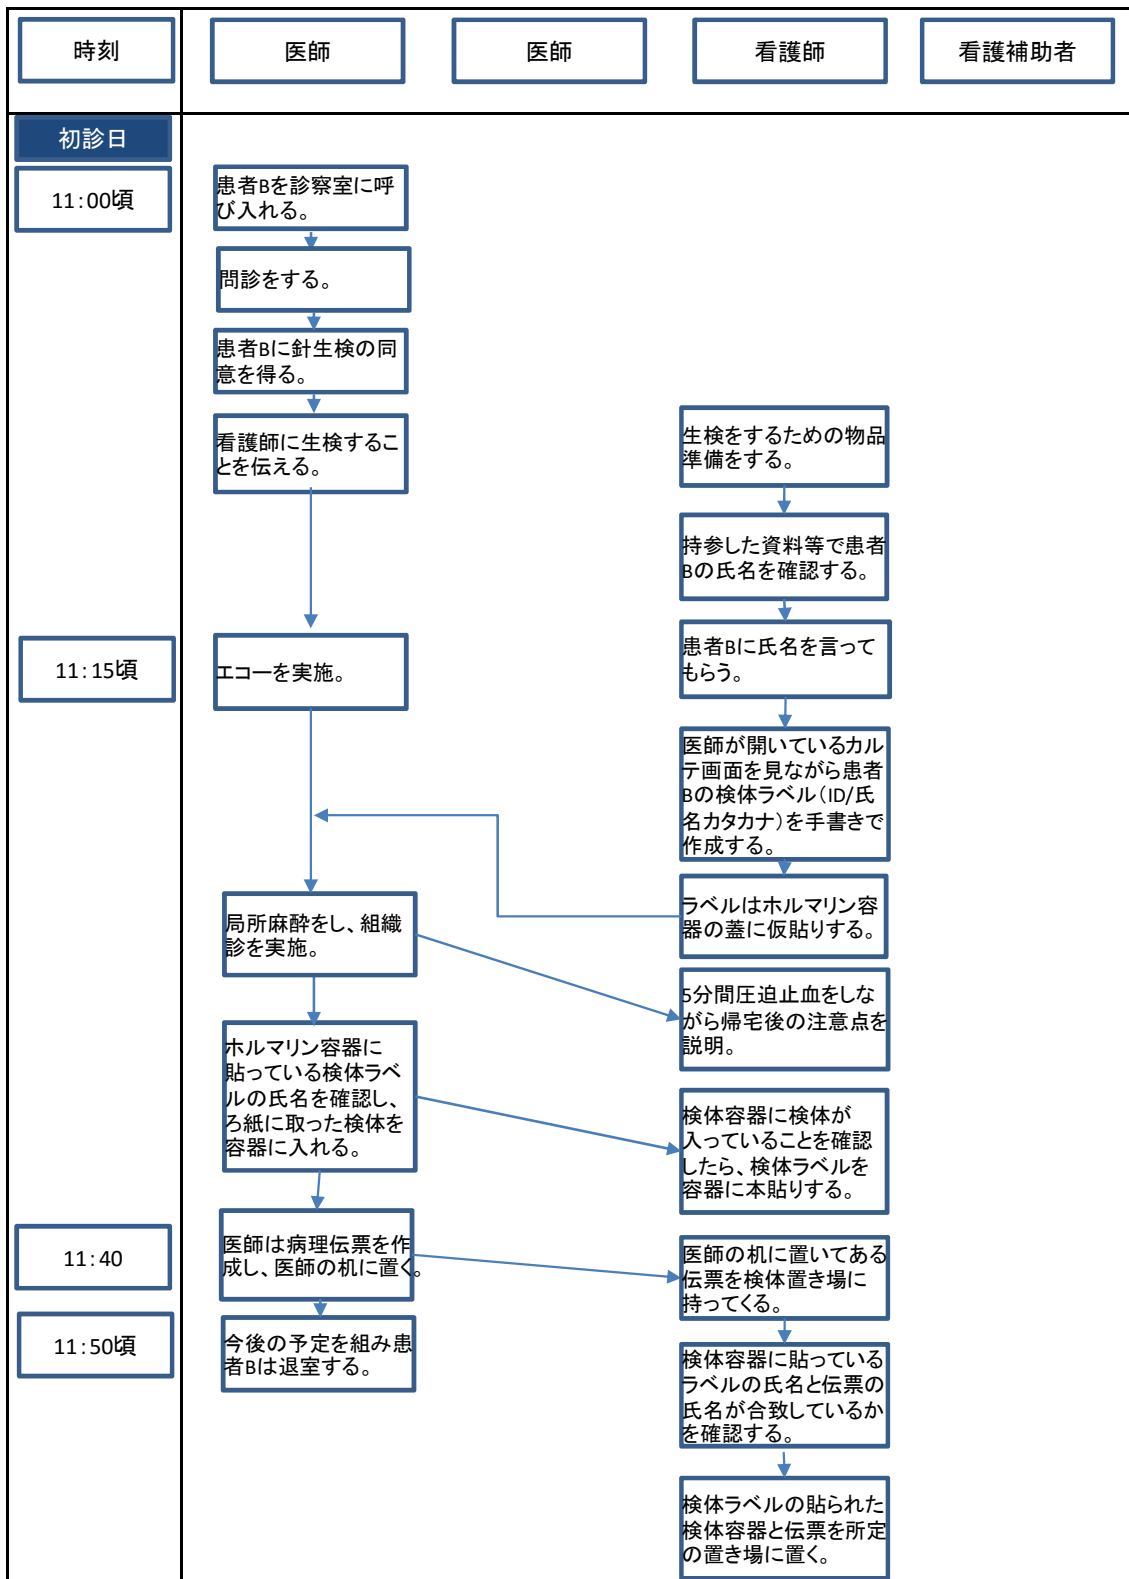 時刻
医師
医師
看護師
看護補助者
初診日
11：00頃
患者Bを診察室に呼
び入れる。
問診をする。
患者Bに針生検の同
意を得る。
看護師に生検するこ
とを伝える。
生検をするための物品
準備をする。
持参した資料等で患者
Bの氏名を確認する。
11：15頃
エコーを実施。
患者Bに氏名を言って
もらう。
医師が開いているカル
テ画面を見ながら患者
Bの検体ラベル（ID/氏
名カタカナ）を手書きで
作成する。
ラベルはホルマリン容
器の蓋に仮貼りする。
局所麻酔をし、組織
診を実施。
5分間圧迫止血をしな
がら帰宅後の注意点を
説明。
ホルマリン容器に
貼っている検体ラベ
ルの氏名を確認し、
ろ紙に取った検体を
容器に入れる。
検体容器に検体が
入っていることを確認
したら、検体ラベルを
容器に本貼りする。
11：40
医師は病理伝票を作
成し、医師の机に置く。
医師の机に置いてある
伝票を検体置き場に
持ってくる。
11：50頃
今後の予定を組み患
者Bは退室する。
検体容器に貼っている
ラベルの氏名と伝票の
氏名が合致しているか
を確認する。
検体ラベルの貼られた
検体容器と伝票を所定
の置き場に置く。